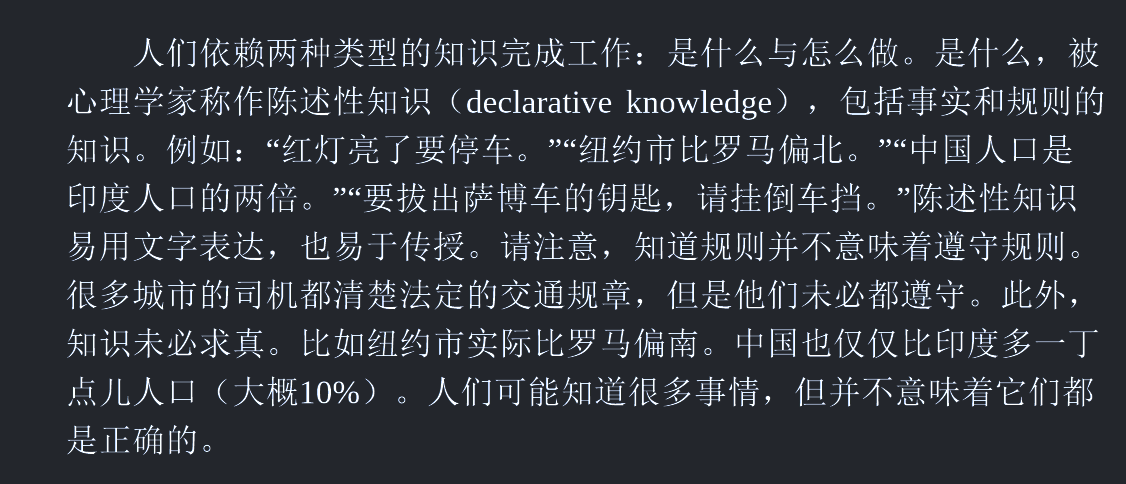 人们依赖两种类型的知识完成工作：是什么与怎么做。是什么，被
心理学家称作陈述性知识（declarative knowledge），包括事实和规则的
知识。例如：“红灯亮了要停车。”“纽约市比罗马偏北。”“中国人口是
印度人口的两倍。”“要拔出萨博车的钥匙，请挂倒车挡。”陈述性知识
易用文字表达，也易于传授。请注意，知道规则并不意味着遵守规则。
很多城市的司机都清楚法定的交通规章，但是他们未必都遵守。此外，
知识未必求真。比如纽约市实际比罗马偏南。中国也仅仅比印度多一丁
点儿人口（大概10%）。人们可能知道很多事情，但并不意味着它们都
是正确的。